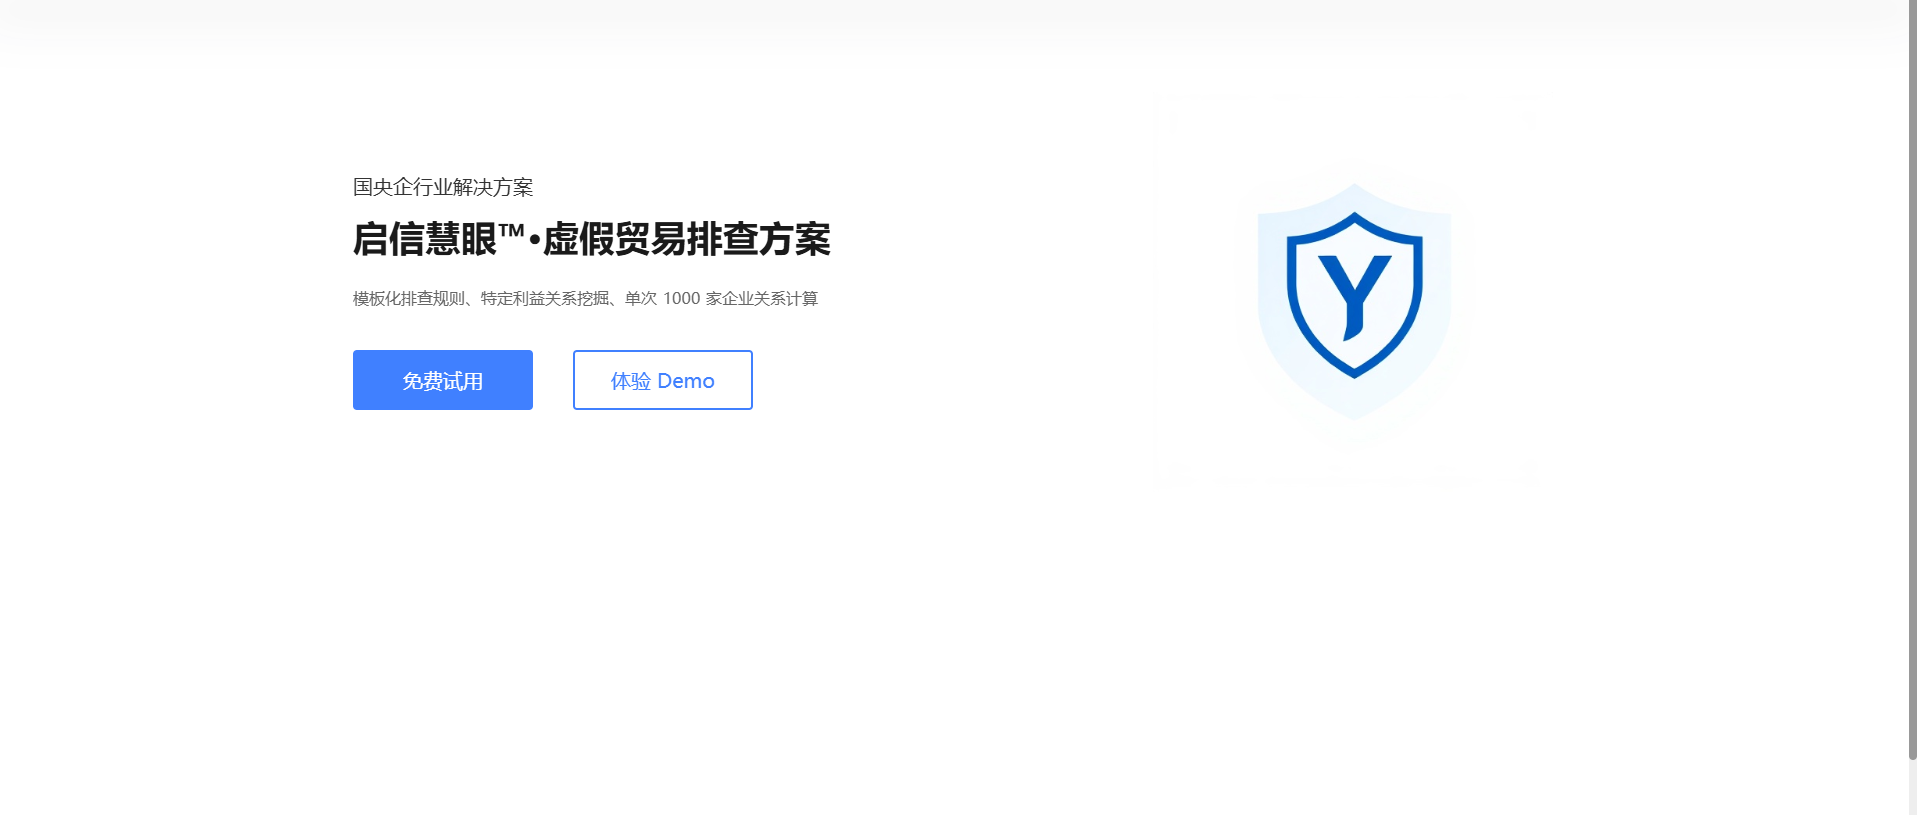 国央企行业解决方案
启信慧眼™·虚假贸易排查方案
模板化排查规则、特定利益关系挖掘、单次 1000 家企业关系计算
免费试用
体验 Demo
Y